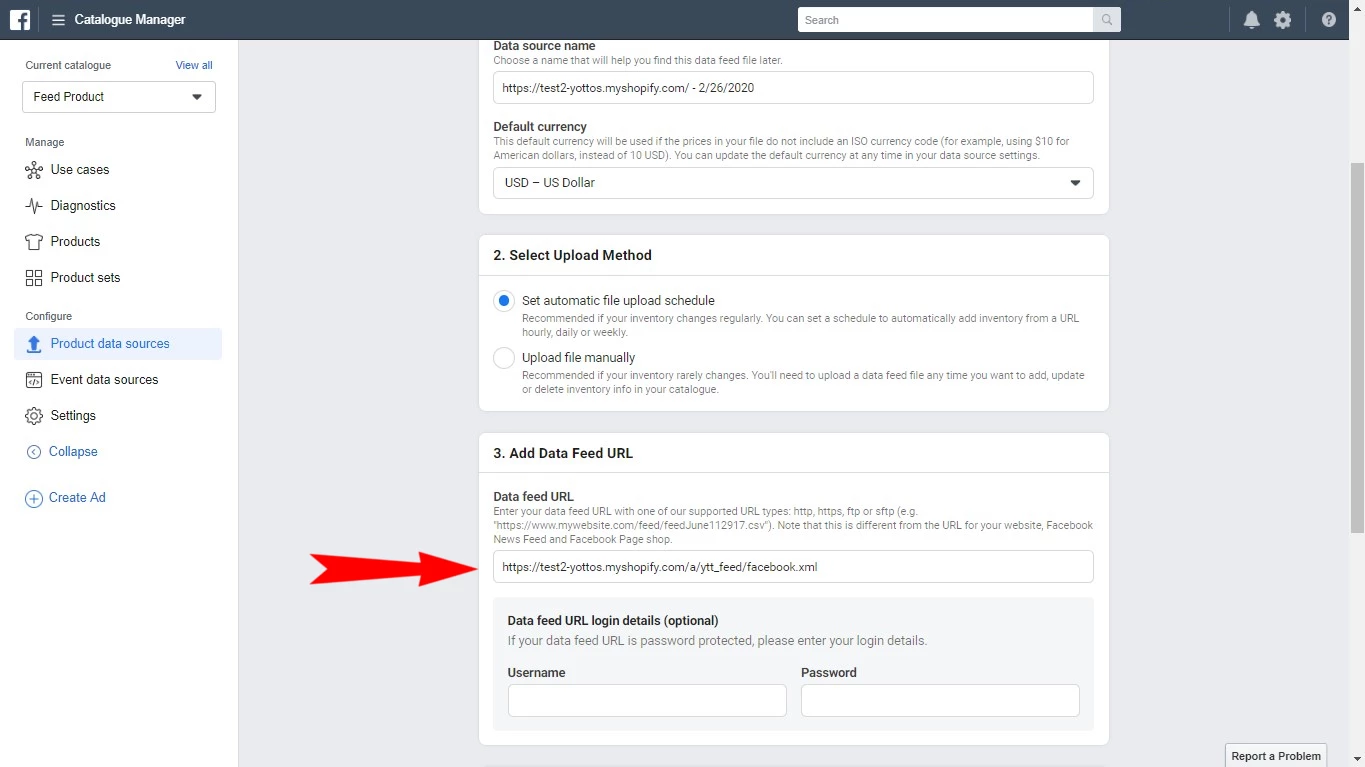 Catalogue Manager
Search
Current catalogue
View all
Feed Product
Manage
Use cases
Diagnostics
Products
Product sets
Configure
Product data sources
Event data sources
Settings
Collapse
Create Ad
Data source name
Choose a name that will help you find this data feed file later.
https://test2-yottos.myshopify.com/ - 2/26/2020
Default currency
This default currency will be used if the prices in your file do not include an ISO currency code (for example, using $10 for
American dollars, instead of 10 USD). You can update the default currency at any time in your data source settings.
USD – US Dollar
2. Select Upload Method
Set automatic file upload schedule
Recommended if your inventory changes regularly. You can set a schedule to automatically add inventory from a URL
hourly, daily or weekly.
Upload file manually
Recommended if your inventory rarely changes. You'll need to upload a data feed file any time you want to add, update
or delete inventory info in your catalogue.
3. Add Data Feed URL
Data feed URL
Enter your data feed URL with one of our supported URL types: http, https, ftp or sftp (e.g.
"https://www.mywebsite.com/feed/feedJune112917.csv"). Note that this is different from the URL for your website, Facebook
News Feed and Facebook Page shop.
https://test2-yottos.myshopify.com/a/ytt_feed/facebook.xml
Data feed URL login details (optional)
If your data feed URL is password protected, please enter your login details.
Username
Password
Report a Problem